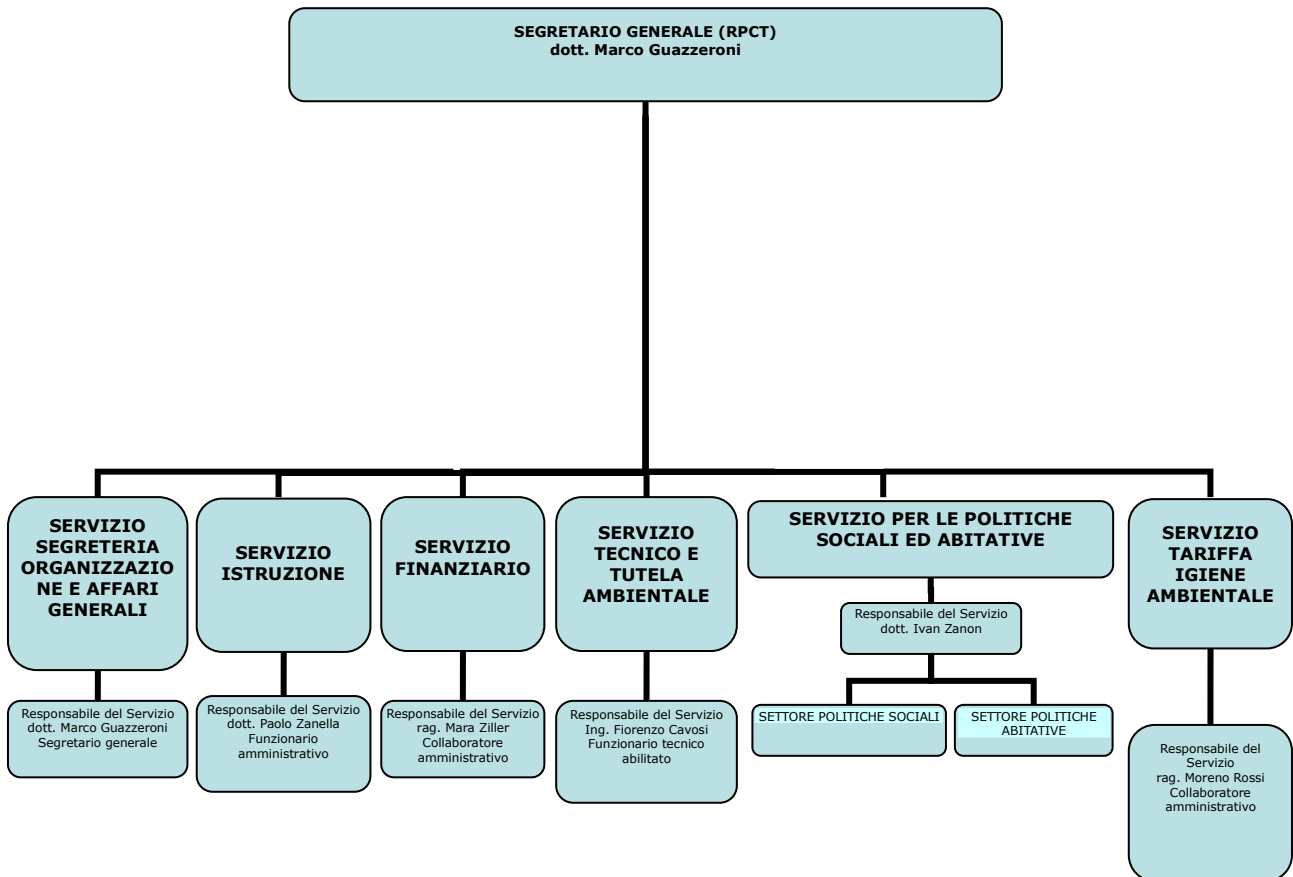 SEGRETARIO GENERALE (RPCT)
dott. Marco Guazzeroni
SERVIZIO
SEGRETERIA
ORGANIZZAZIO
NE E AFFARI
GENERALI
SERVIZIO
ISTRUZIONE
SERVIZIO
FINANZIARIO
SERVIZIO
TECNICO E
TUTELA
AMBIENTALE
SERVIZIO PER LE POLITICHE
SOCIALI ED ABITATIVE
SERVIZIO
TARIFFA
IGIENE
AMBIENTALE
Responsabile del Servizio
dott. Marco Guazzeroni
Segretario generale
Responsabile del Servizio
dott. Paolo Zanella
Funzionario
amministrativo
Responsabile del Servizio
rag. Mara Ziller
Collaboratore
amministrativo
Responsabile del Servizio
Ing. Fiorenzo Cavosi
Funzionario tecnico
abilitato
Responsabile del Servizio
dott. Ivan Zanon
SETTORE POLITICHE SOCIALI
SETTORE POLITICHE
ABITATIVE
Responsabile del
Servizio
rag. Moreno Rossi
Collaboratore
amministrativo